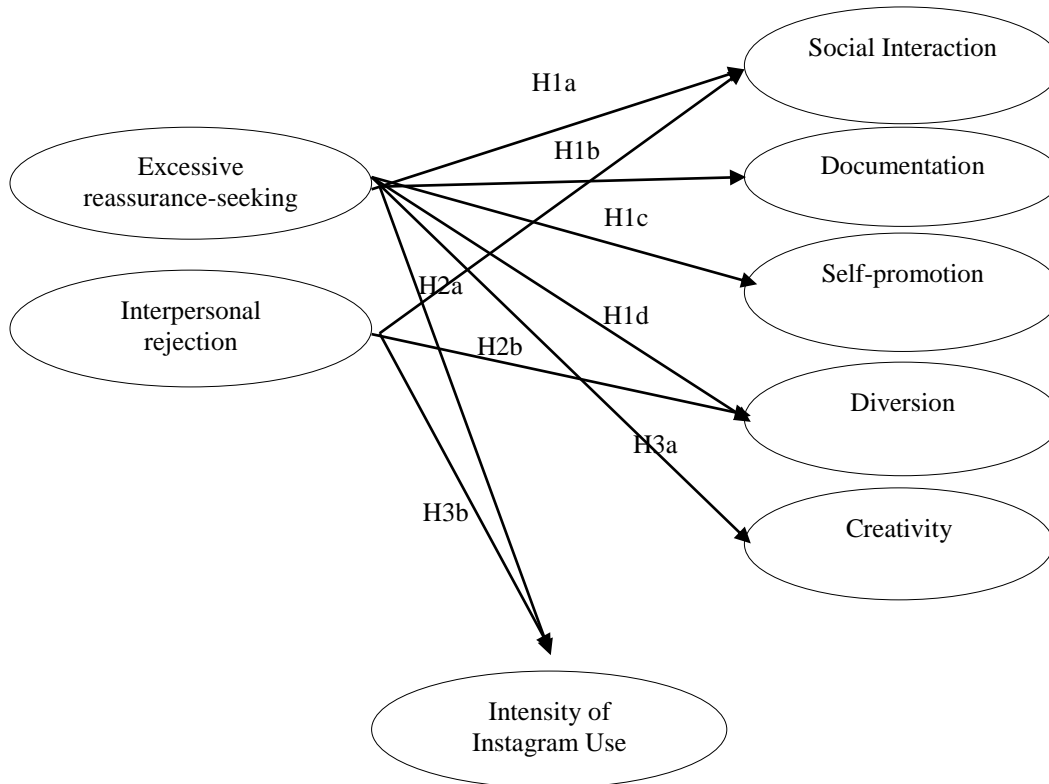 Social Interaction
H1a
H1b
Excessive
reassurance-seeking
Documentation
H1c
Self-promotion
H2a
Interpersonal
rejection
H1d
H2b
Diversion
H3a
H3b
Creativity
Intensity of
Instagram Use